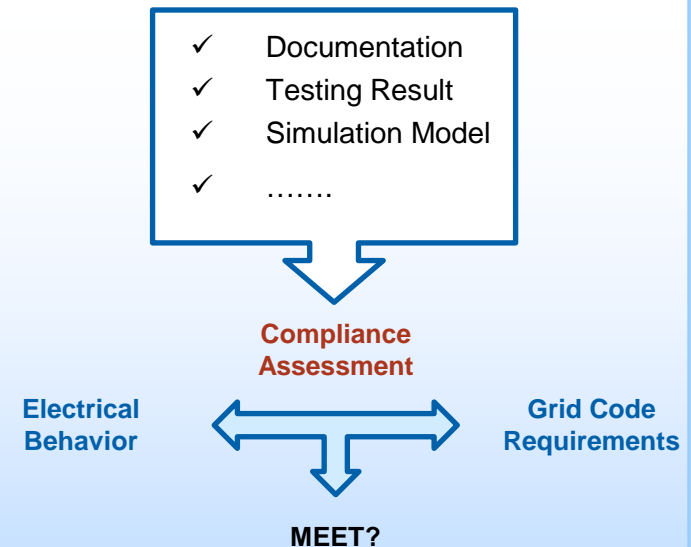 ✓ Documentation
✓ Testing Result
✓ Simulation Model
✓ …….
Compliance
Assessment
Electrical
Behavior
Grid Code
Requirements
MEET?